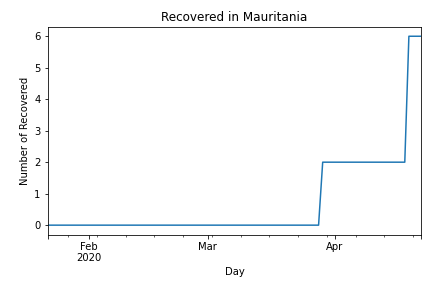 Recovered in Mauritania
6
5
4
3
2
1
0
Number of Recovered
Feb
2020
Mar
Apr
Day